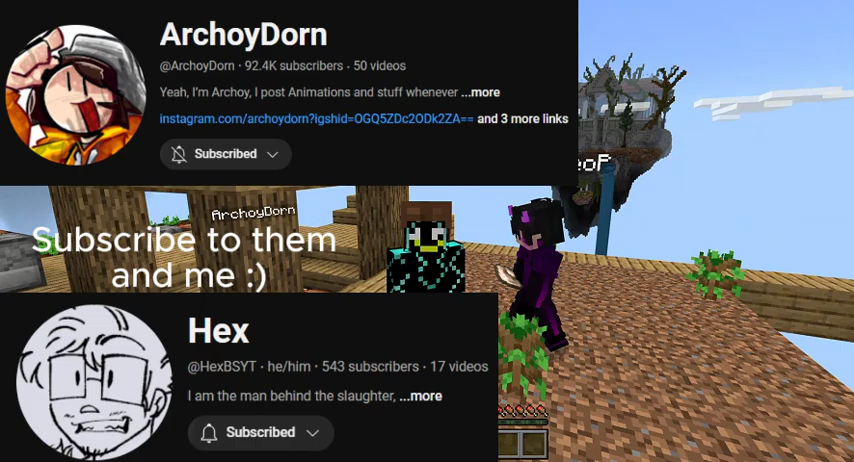 ArchoyDorn
@ArchoyDorn · 92.4K subscribers · 50 videos
Yeah, I'm Archoy, I post Animations and stuff whenever ...more
instagram.com/archoydorn?igshid=OGQ5ZDc2ODk2ZA== and 3 more links
Subscribed
eoP
ArchoyDorn
Subscribe to them
and me :)
Hex
@HexBSYT · he/him · 543 subscribers · 17 videos
I am the man behind the slaughter, ...more
Subscribed